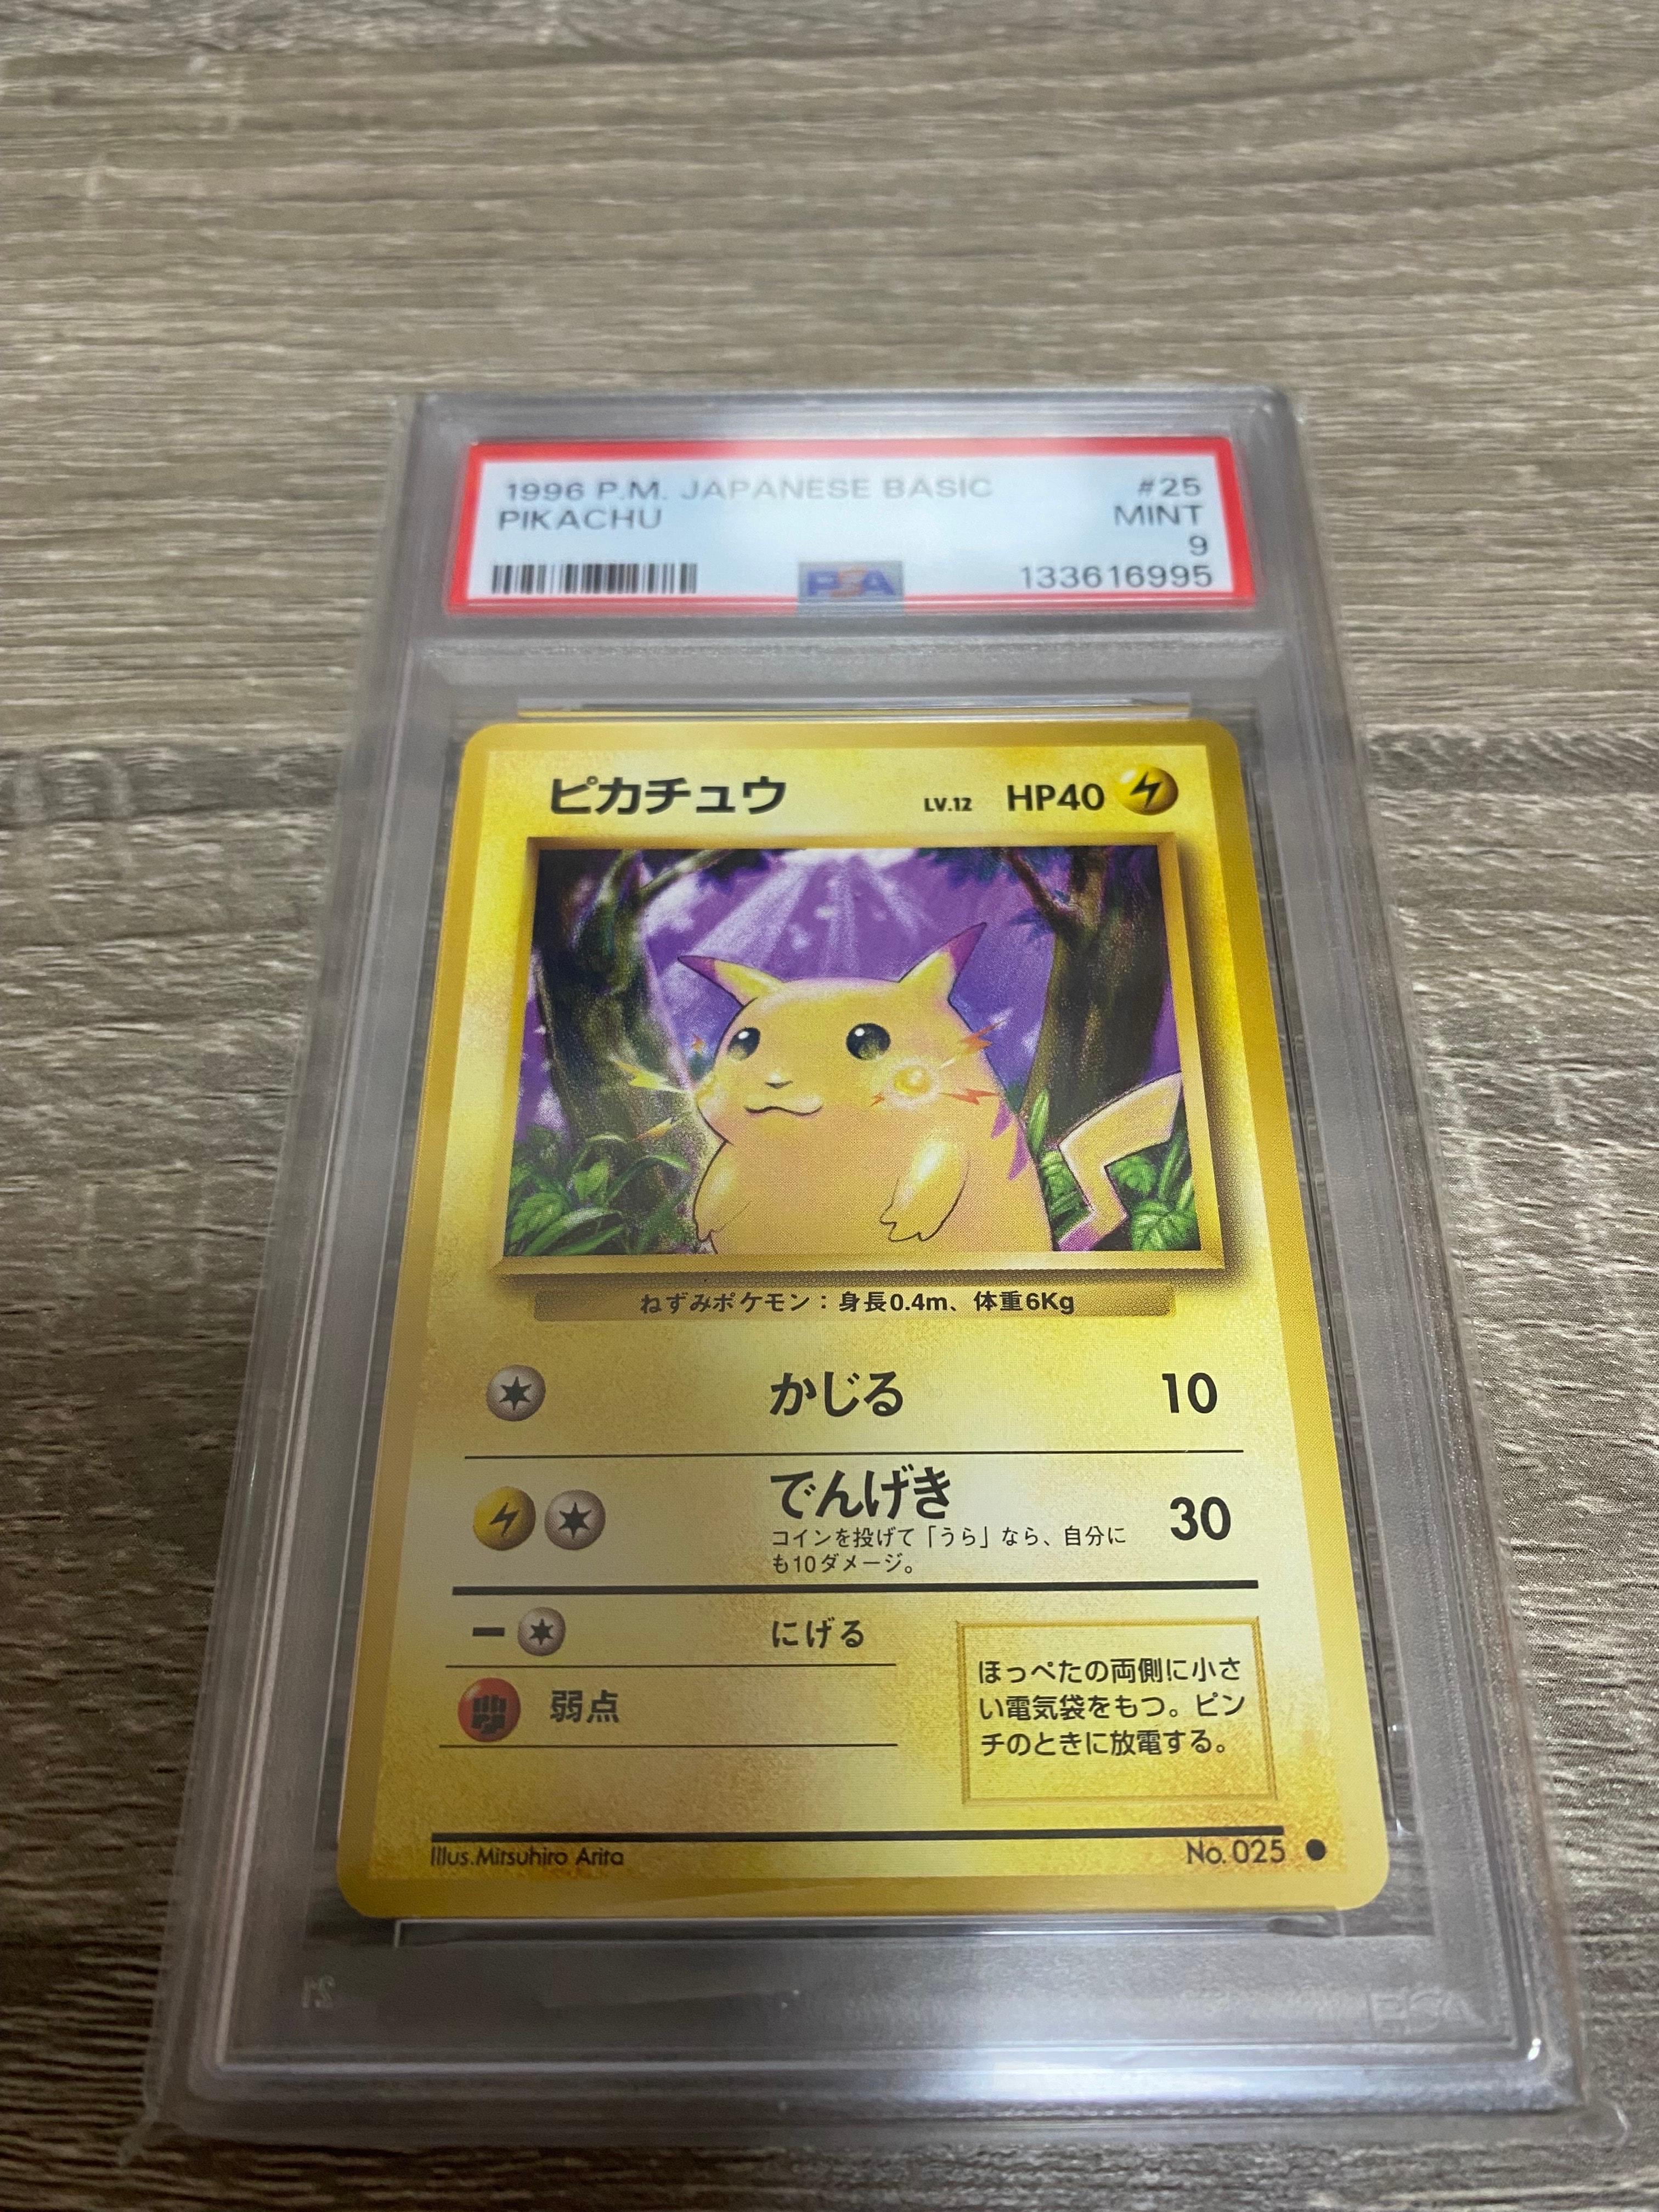 1996 P.M. JAPANESE BASIC #25
PIKACHU MINT
9
PSA 133616995
ピカチュウ LV.12 HP40
ねずみポケモン：身長0.4m、体重6Kg
かじる 10
でんげき 30
コインを投げて「うら」なら、自分に
も10ダメージ。
にげる
弱点
ほっぺたの両側に小さ
い電気袋をもつ。ピン
チのときに放電する。
Illus.Mitsuhiro Arita No. 025
PSA